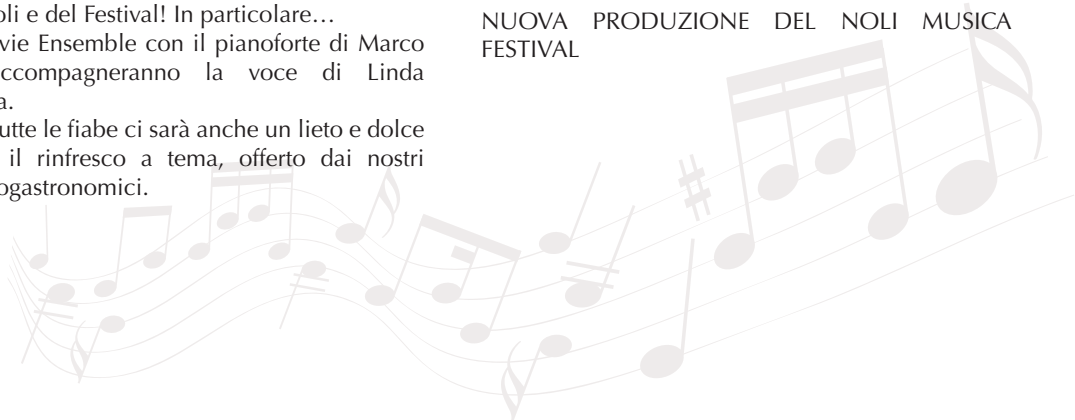 oli e del Festival! In particolare…
vie Ensemble con il pianoforte di Marco
ccompagneranno la voce di Linda
a.
utte le fiabe ci sarà anche un lieto e dolce
il rinfresco a tema, offerto dai nostri
ogastronomici.
NUOVA PRODUZIONE DEL NOLI MUSICA
FESTIVAL